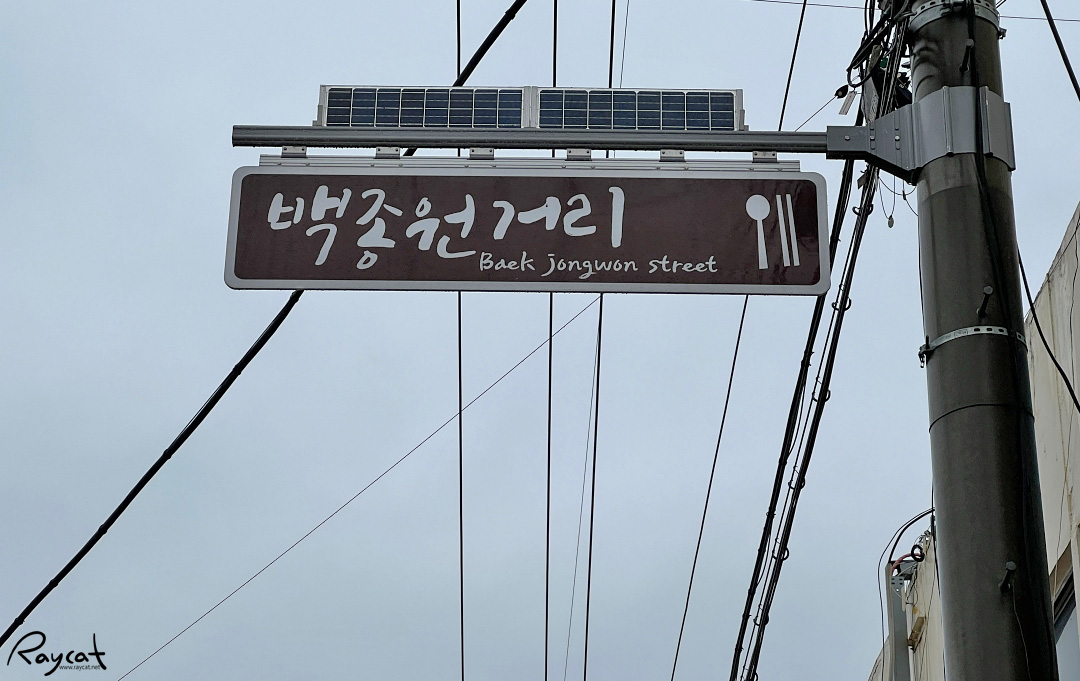 백종원거리
Baek jongwon street
Raycat
www.raycat.net